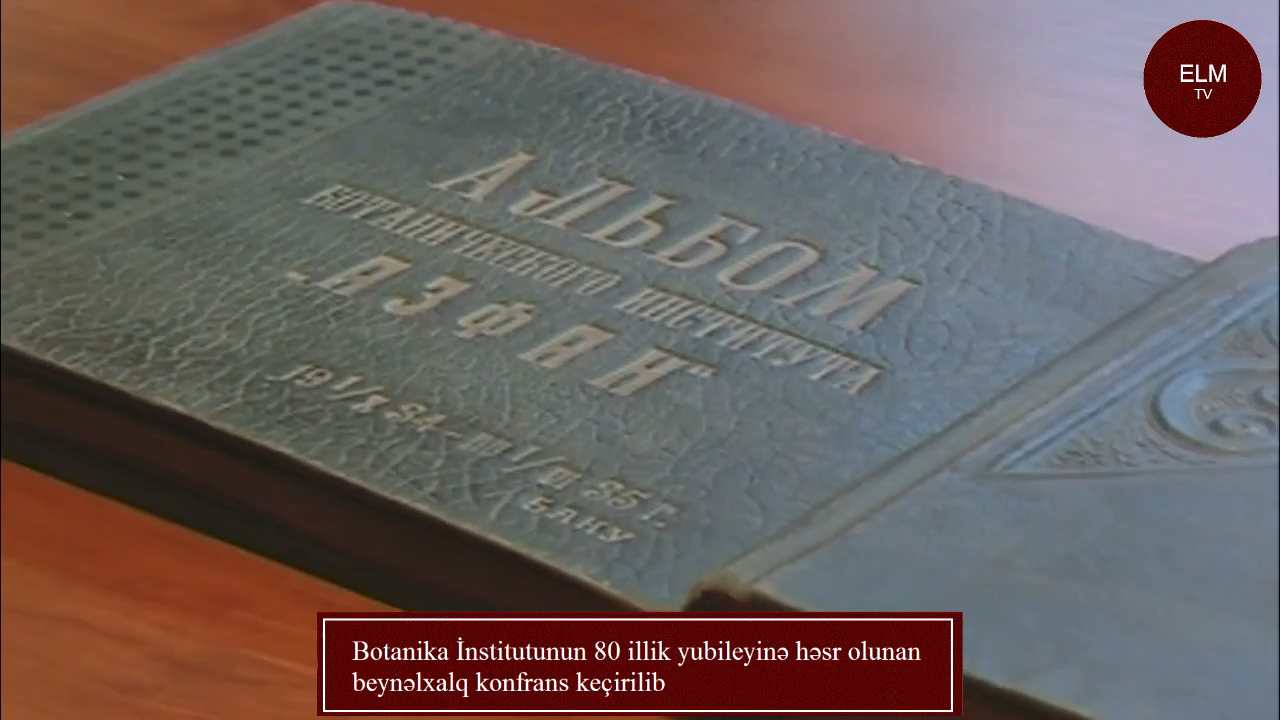 АЛЬБОМ
БОТАНИЧЕСКОГО ИНСТИТУТА
„АЗФАН"
БАКУ
ELM
TV
Botanika İnstitutunun 80 illik yubileyinə həsr olunan
beynəlxalq konfrans keçirilib